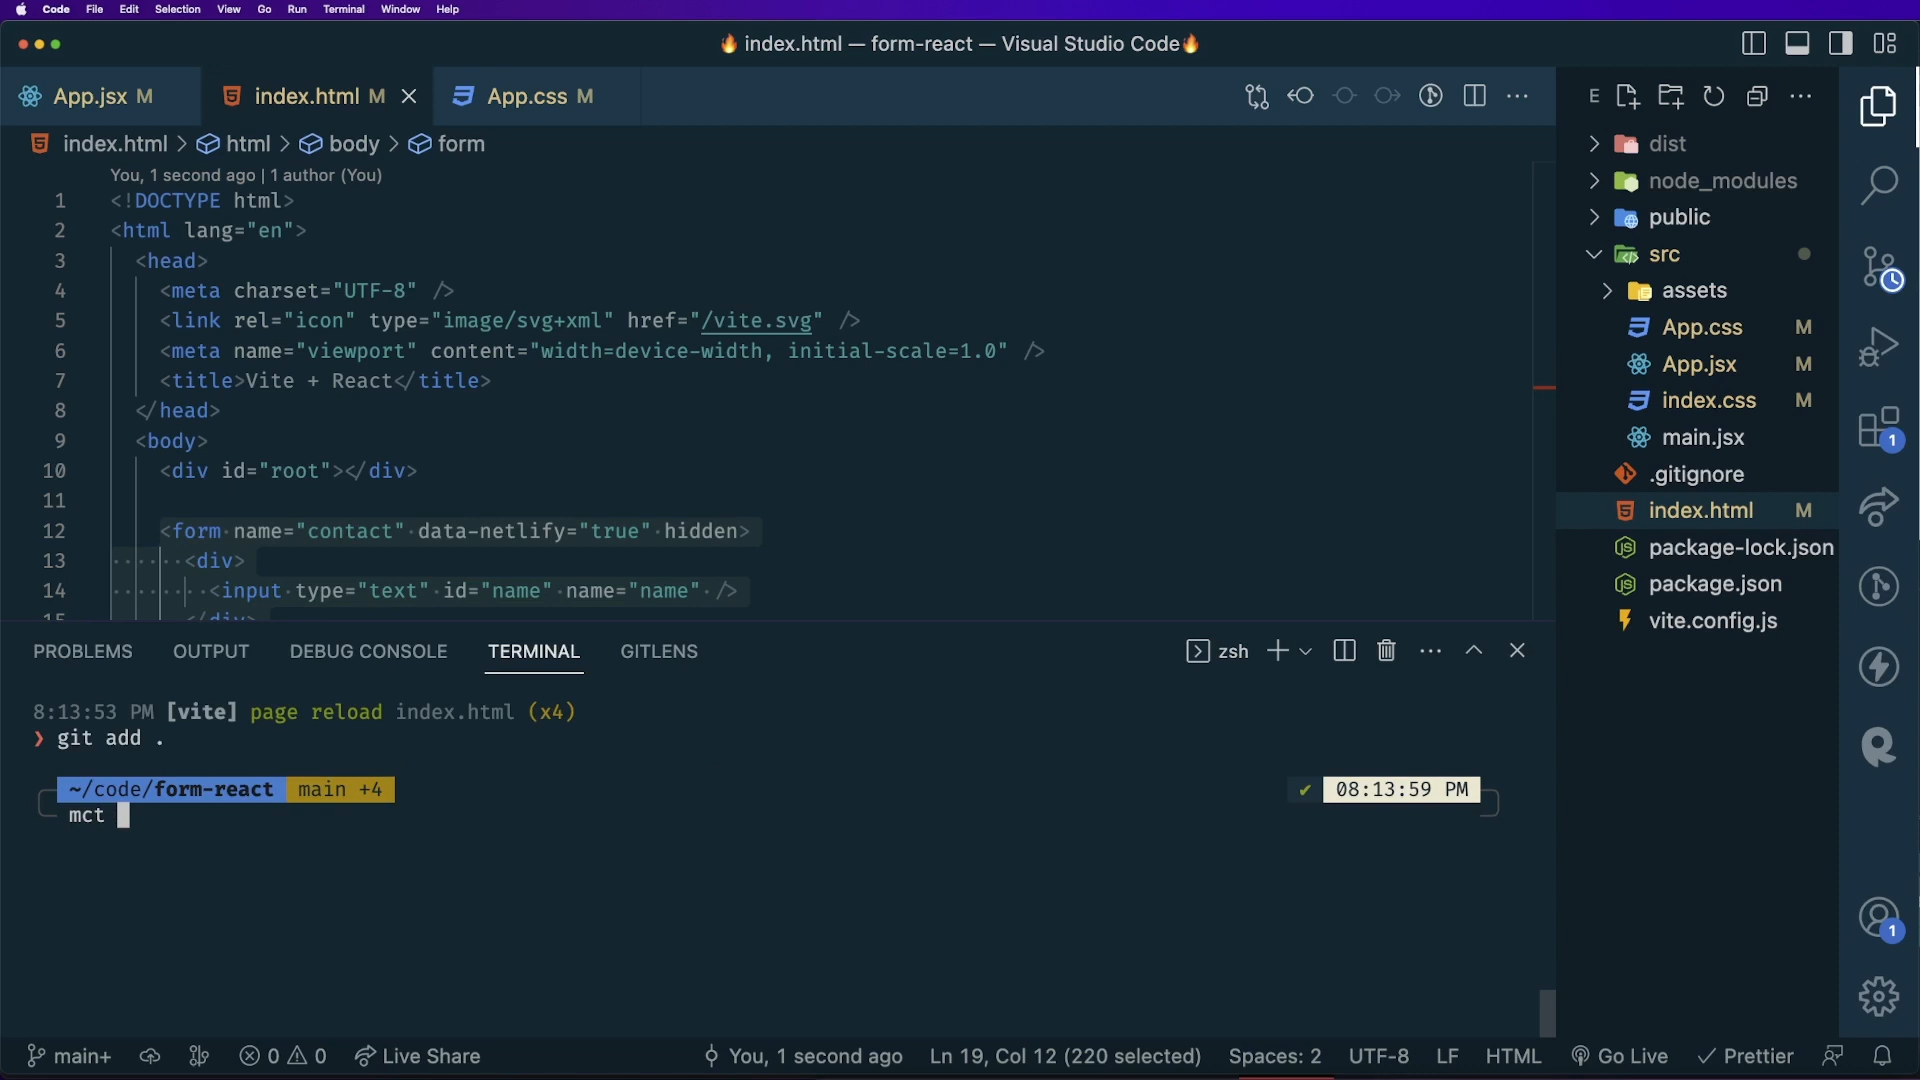 Code File Edit Selection View Go Run Terminal Window Help
🔥 index.html — form-react — Visual Studio Code🔥
App.jsx M index.html M App.css M
E
index.html > html > body > form
You, 1 second ago | 1 author (You)
1 <!DOCTYPE html>
2 <html lang="en">
3 <head>
4 <meta charset="UTF-8" />
5 <link rel="icon" type="image/svg+xml" href="/vite.svg" />
6 <meta name="viewport" content="width=device-width, initial-scale=1.0" />
7 <title>Vite + React</title>
8 </head>
9 <body>
10 <div id="root"></div>
11
12 <form name="contact" data-netlify="true" hidden>
13 <div>
14 <input type="text" id="name" name="name" />
15 </div>
dist
node_modules
public
src
assets
App.css M
App.jsx M
index.css M
main.jsx
.gitignore
index.html M
package-lock.json
package.json
vite.config.js
1
1
PROBLEMS OUTPUT DEBUG CONSOLE TERMINAL GITLENS zsh
8:13:53 PM [vite] page reload index.html (x4)
❯ git add .
~/code/form-react main +4 ✔ 08:13:59 PM
mct
main+ 0 0 Live Share You, 1 second ago Ln 19, Col 12 (220 selected) Spaces: 2 UTF-8 LF HTML Go Live Prettier